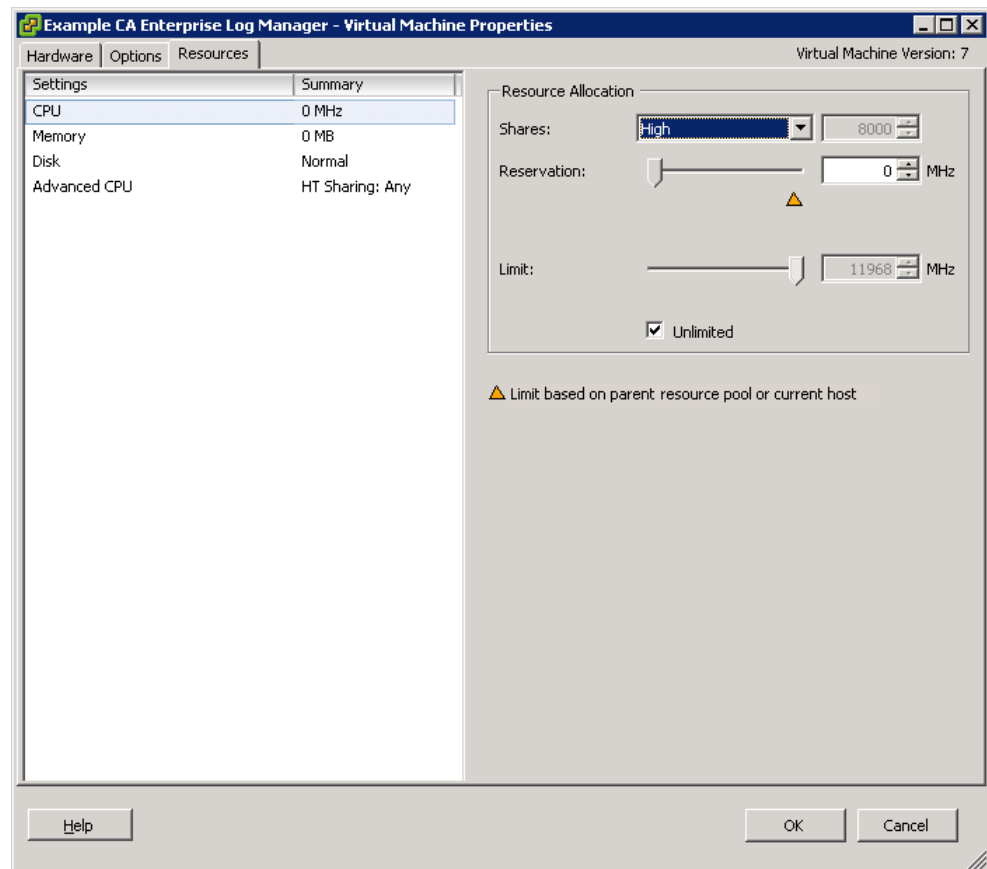 Example CA Enterprise Log Manager - Virtual Machine Properties
Hardware Options Resources Virtual Machine Version: 7
Settings Summary
CPU 0 MHz
Memory 0 MB
Disk Normal
Advanced CPU HT Sharing: Any
Resource Allocation
Shares: High 8000
Reservation: 0 MHz
Limit: 11968 MHz
Unlimited
Limit based on parent resource pool or current host
Help OK Cancel